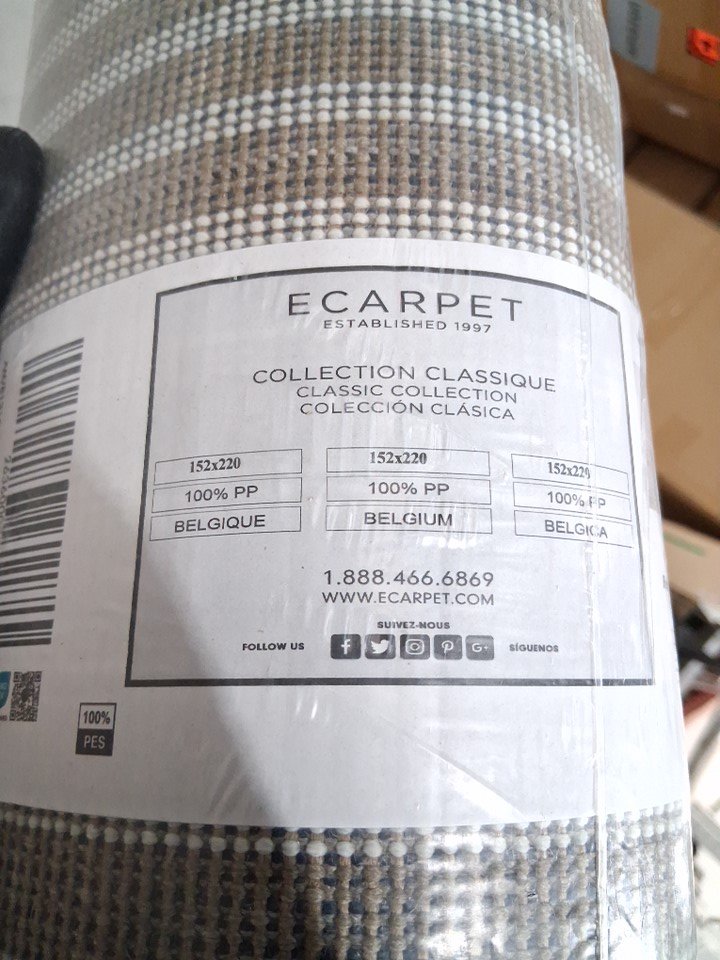 ECARPET
ESTABLISHED 1997
COLLECTION CLASSIQUE
CLASSIC COLLECTION
COLECCIÓN CLÁSICA
152x220 152x220 152x220
100% PP 100% PP 100% PP
BELGIQUE BELGIUM BELGICA
1.888.466.6869
WWW.ECARPET.COM
SUIVEZ-NOUS
FOLLOW US SÍGUENOS
100%
PES